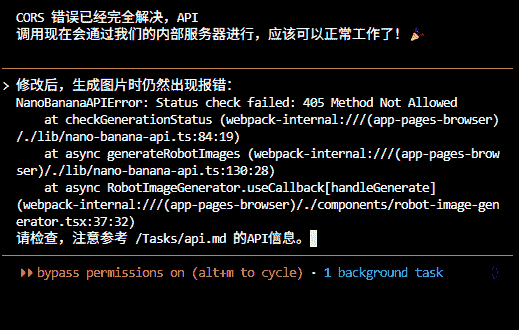 CORS 错误已经完全解决，API
调用现在会通过我们的内部服务器进行，应该可以正常工作了！🎉
> 修改后，生成图片时仍然出现报错：
NanoBananaAPIError: Status check failed: 405 Method Not Allowed
at checkGenerationStatus (webpack-internal:///(app-pages-browser)
/./lib/nano-banana-api.ts:84:19)
at async generateRobotImages (webpack-internal:///(app-pages-brow
ser)/./lib/nano-banana-api.ts:130:28)
at async RobotImageGenerator.useCallback[handleGenerate]
(webpack-internal:///(app-pages-browser)/./components/robot-image-gen
erator.tsx:37:32)
请检查，注意参考 /Tasks/api.md 的API信息。
⏵⏵ bypass permissions on (alt+m to cycle) · 1 background task